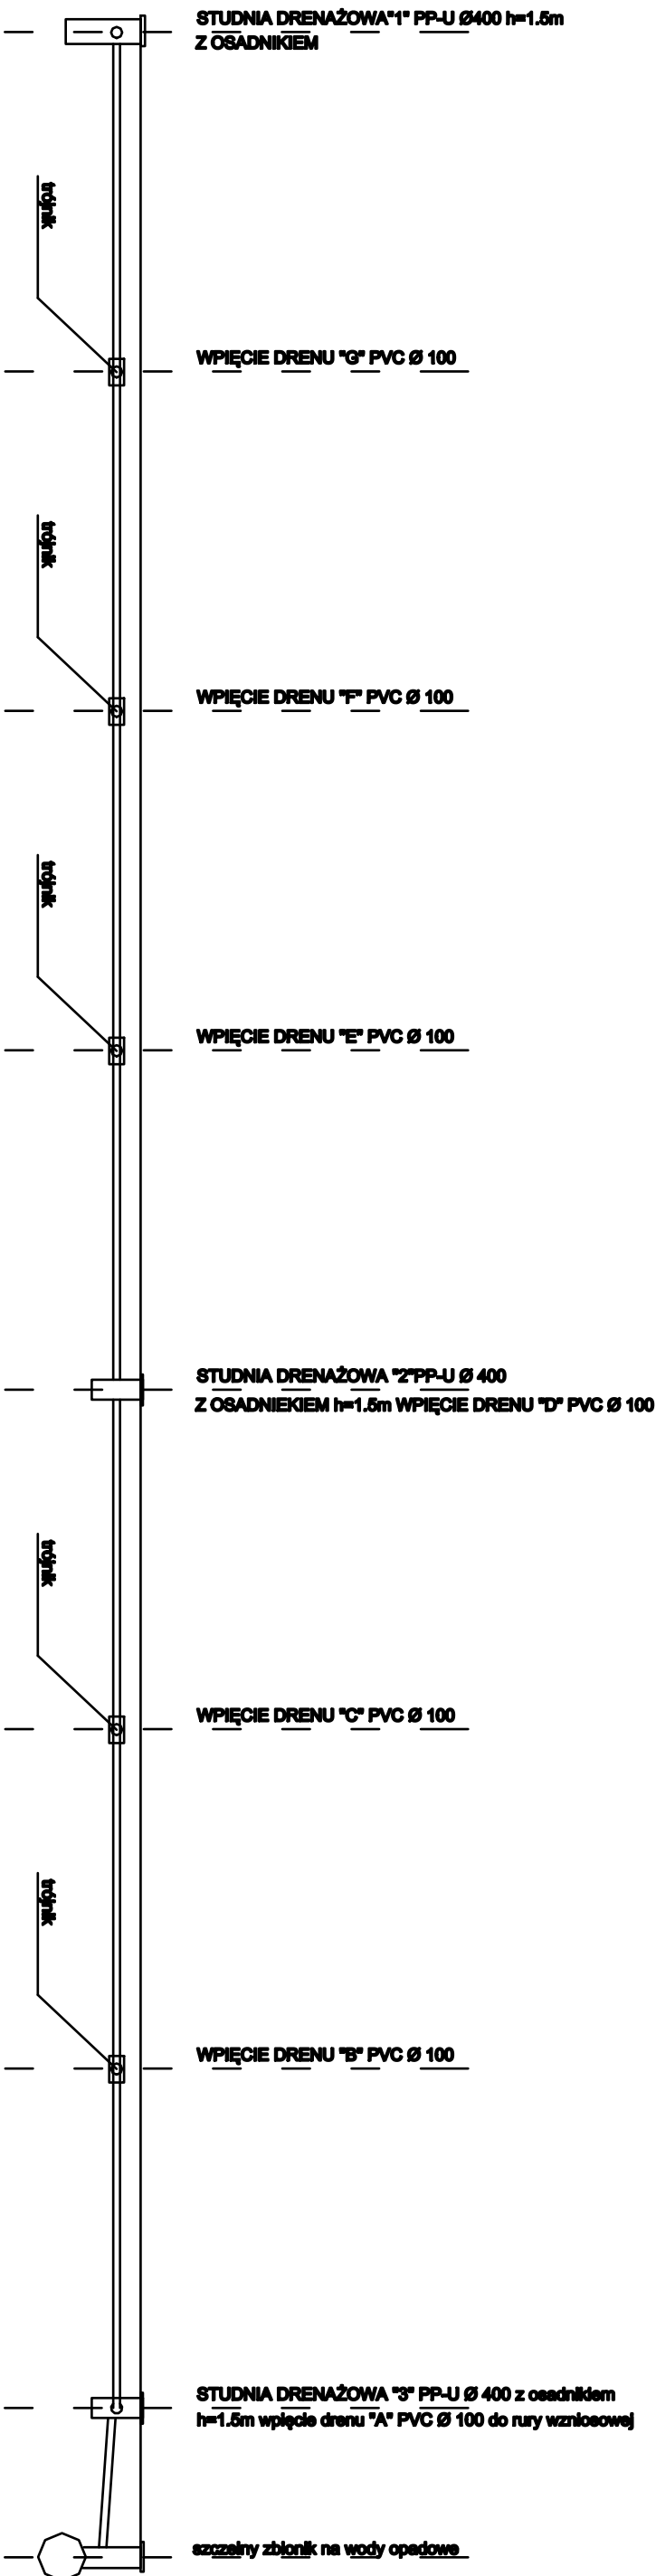 STUDNIA DRENAŻOWA"1" PP-U Ø400 h=1.5m
Z OSADNIKIEM
trójnik
WPIĘCIE DRENU "G" PVC Ø 100
trójnik
WPIĘCIE DRENU "F" PVC Ø 100
trójnik
WPIĘCIE DRENU "E" PVC Ø 100
STUDNIA DRENAŻOWA "2"PP-U Ø 400
Z OSADNIEKIEM h=1.5m WPIĘCIE DRENU "D" PVC Ø 100
trójnik
WPIĘCIE DRENU "C" PVC Ø 100
trójnik
WPIĘCIE DRENU "B" PVC Ø 100
STUDNIA DRENAŻOWA "3" PP-U Ø 400 z osadnikiem
h=1.5m wpięcie drenu "A" PVC Ø 100 do rury wzniosowej
szczelny zbionik na wody opadowe